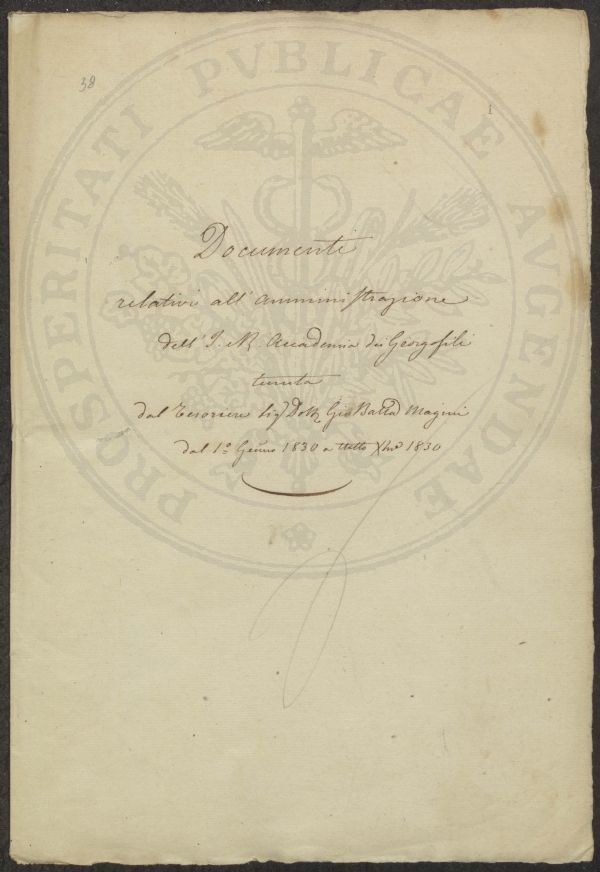 38
1
PROSPERITATI PVBLICAE AVGENDAE
Documenti
relativi all'amministrazione
dell'I. e R. Accademia dei Georgofili
tenuta
dal Tesoriere Sig Dott Gio Batta Magini
dal 1º Genno 1830 a tutto Xbre 1830